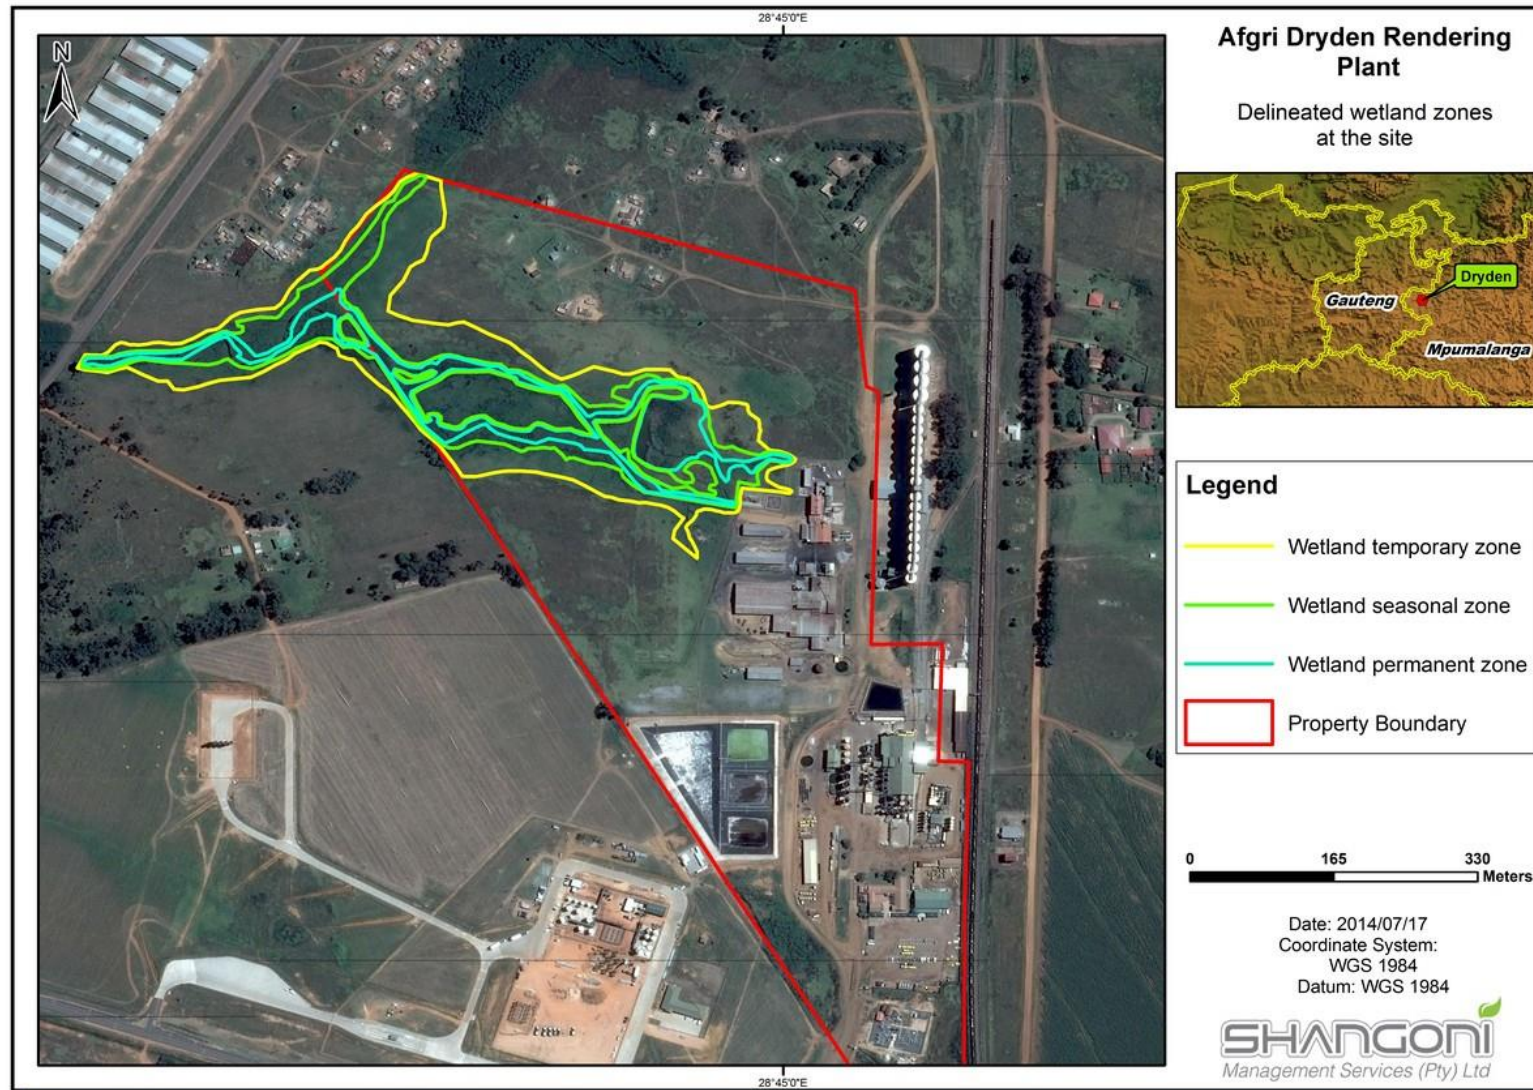 28°45'0"E
N
Afgri Dryden Rendering
Plant
Delineated wetland zones
at the site
Dryden
Gauteng
Mpumalanga
Legend
Wetland temporary zone
Wetland seasonal zone
Wetland permanent zone
Property Boundary
0 165 330
Meters
Date: 2014/07/17
Coordinate System:
WGS 1984
Datum: WGS 1984
SHANGONI
Management Services (Pty) Ltd
28°45'0"E